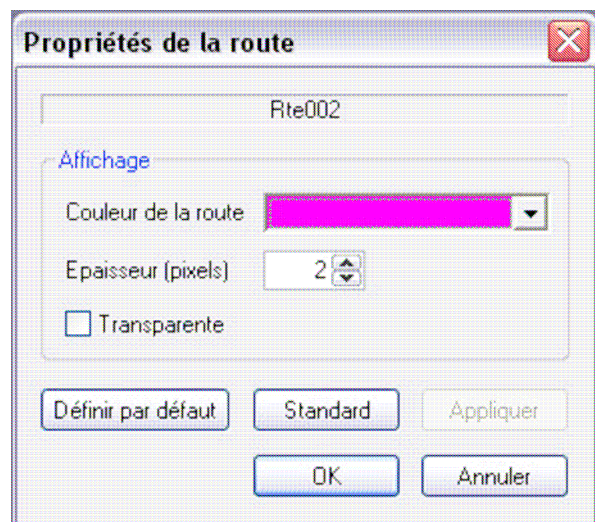 Propriétés de la route
Rte002
Affichage
Couleur de la route
Epaisseur (pixels) 2
Transparente
Définir par défaut Standard Appliquer
OK Annuler